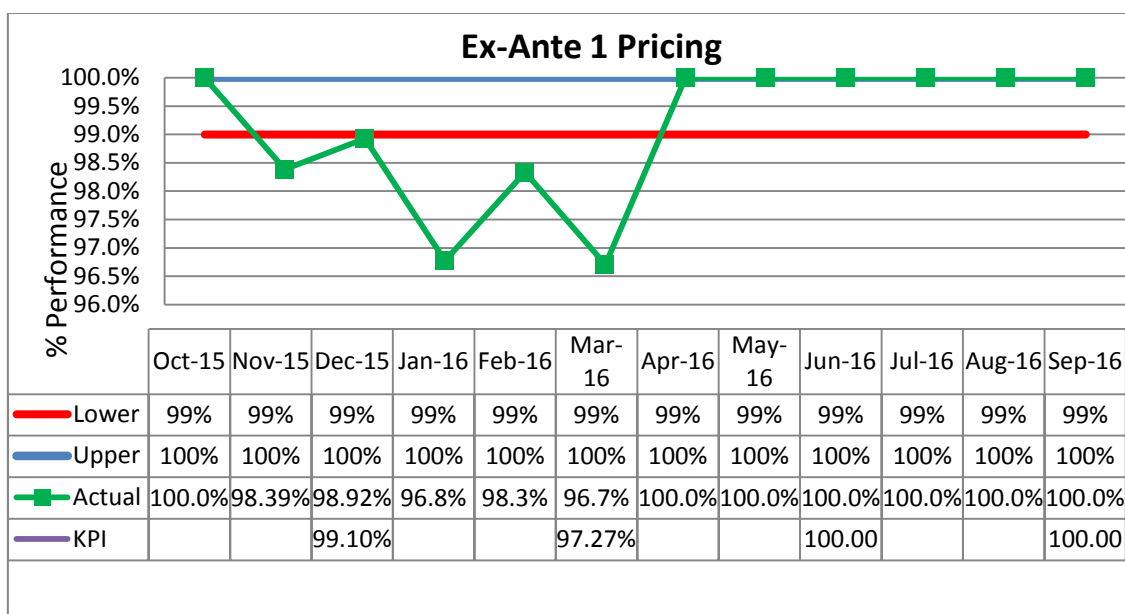 Ex-Ante 1 Pricing
% Performance
100.0%
99.5%
99.0%
98.5%
98.0%
97.5%
97.0%
96.5%
96.0%
Oct-15 Nov-15 Dec-15 Jan-16 Feb-16 Mar-16 Apr-16 May-16 Jun-16 Jul-16 Aug-16 Sep-16
Lower 99% 99% 99% 99% 99% 99% 99% 99% 99% 99% 99% 99%
Upper 100% 100% 100% 100% 100% 100% 100% 100% 100% 100% 100% 100%
Actual 100.0% 98.39% 98.92% 96.8% 98.3% 96.7% 100.0% 100.0% 100.0% 100.0% 100.0% 100.0%
KPI 99.10% 97.27% 100.00 100.00